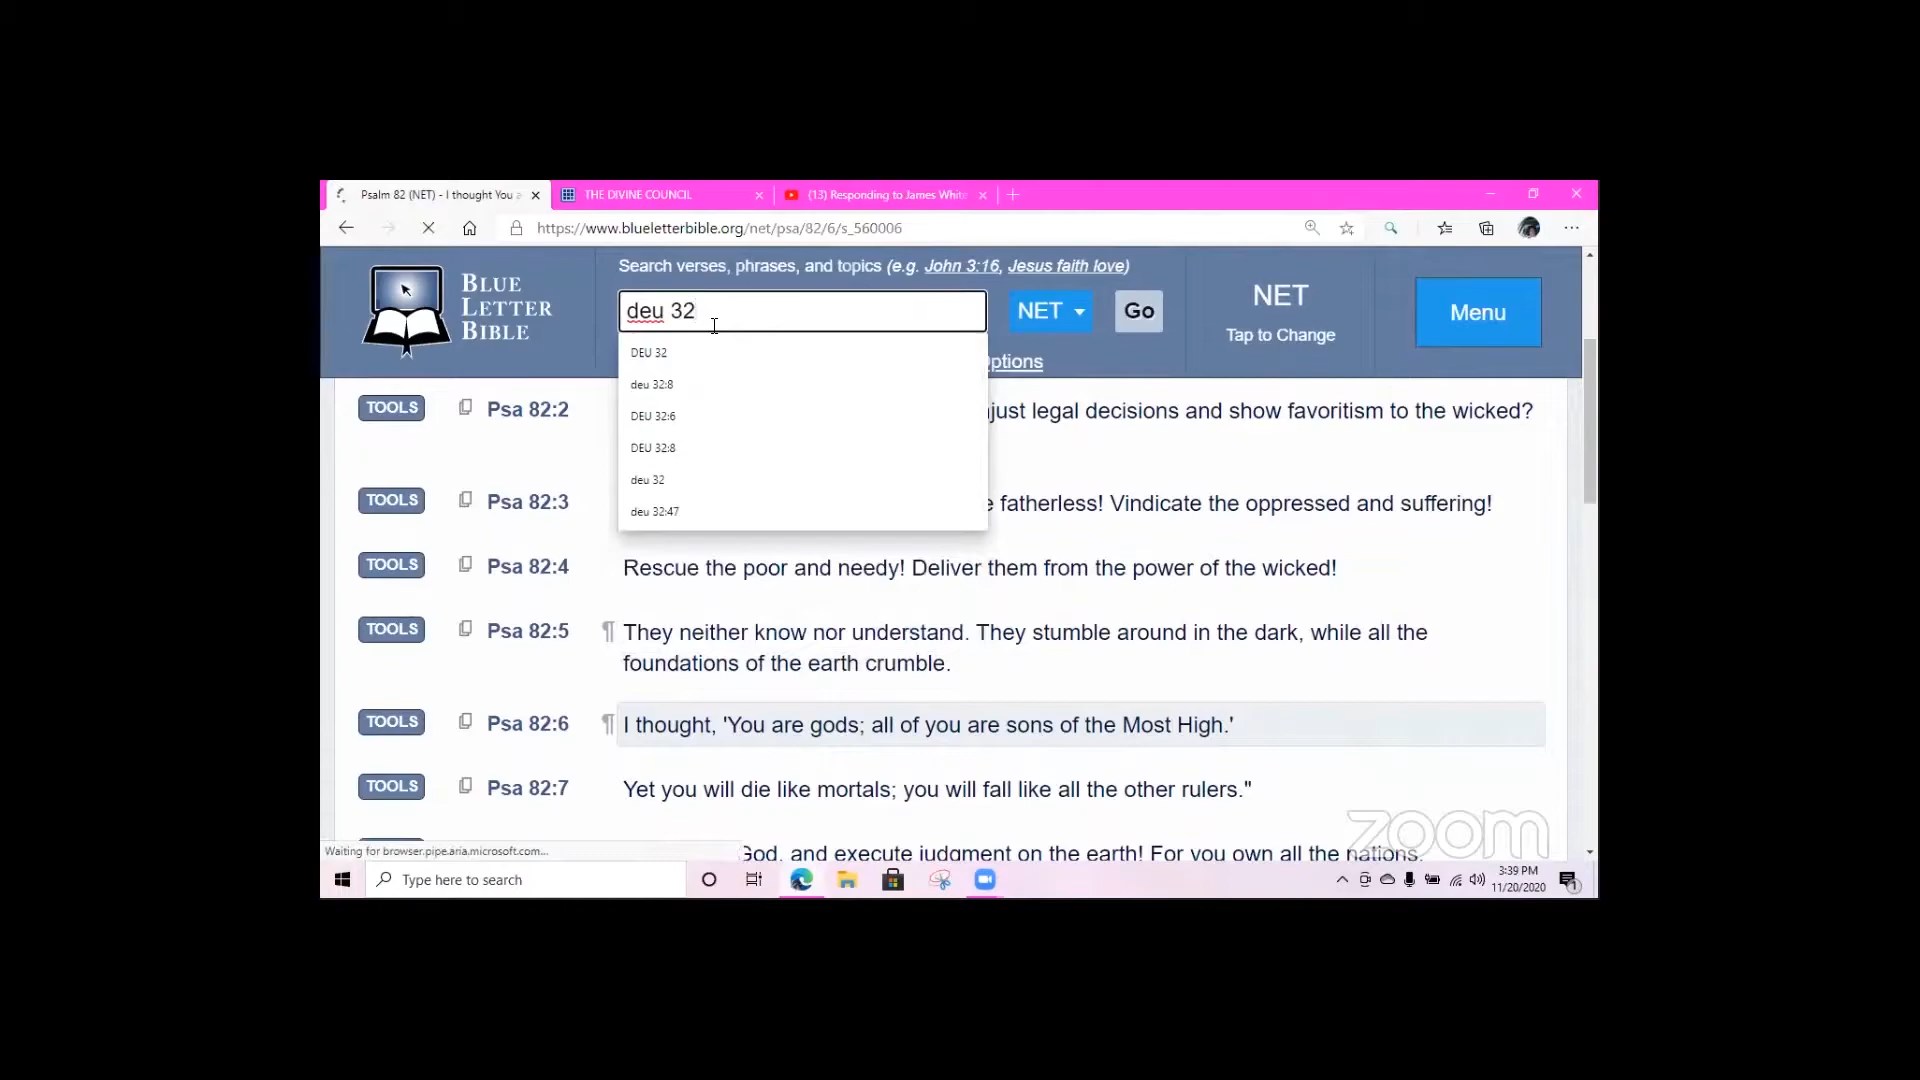 Psalm 82 (NET) - I thought You a
THE DIVINE COUNCIL
(13) Responding to James White
https://www.blueletterbible.org/net/psa/82/6/s_560006
BLUE
LETTER
BIBLE
Search verses, phrases, and topics (e.g. John 3:16, Jesus faith love)
deu 32
NET
Go
NET
Tap to Change
Menu
DEU 32
deu 32:8
DEU 32:6
DEU 32:8
deu 32
deu 32:47
ptions
TOOLS Psa 82:2 just legal decisions and show favoritism to the wicked?
TOOLS Psa 82:3 e fatherless! Vindicate the oppressed and suffering!
TOOLS Psa 82:4 Rescue the poor and needy! Deliver them from the power of the wicked!
TOOLS Psa 82:5 ¶ They neither know nor understand. They stumble around in the dark, while all the
foundations of the earth crumble.
TOOLS Psa 82:6 ¶ I thought, 'You are gods; all of you are sons of the Most High.'
TOOLS Psa 82:7 Yet you will die like mortals; you will fall like all the other rulers."
God, and execute judgment on the earth! For you own all the nations.
zoom
Waiting for browser.pipe.aria.microsoft.com...
Type here to search
3:39 PM
11/20/2020
1